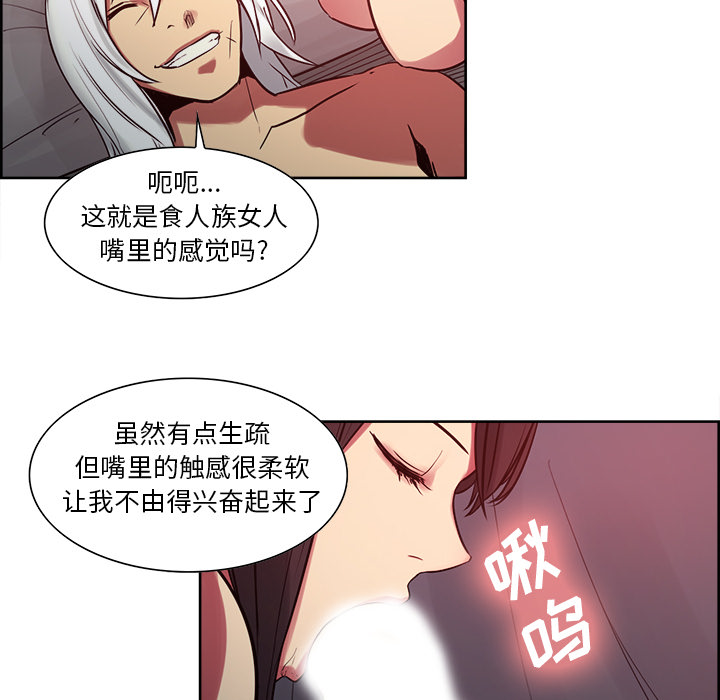 呃呃...
这就是食人族女人
嘴里的感觉吗?
虽然有点生疏
但嘴里的触感很柔软
让我不由得兴奋起来了
啾
呜